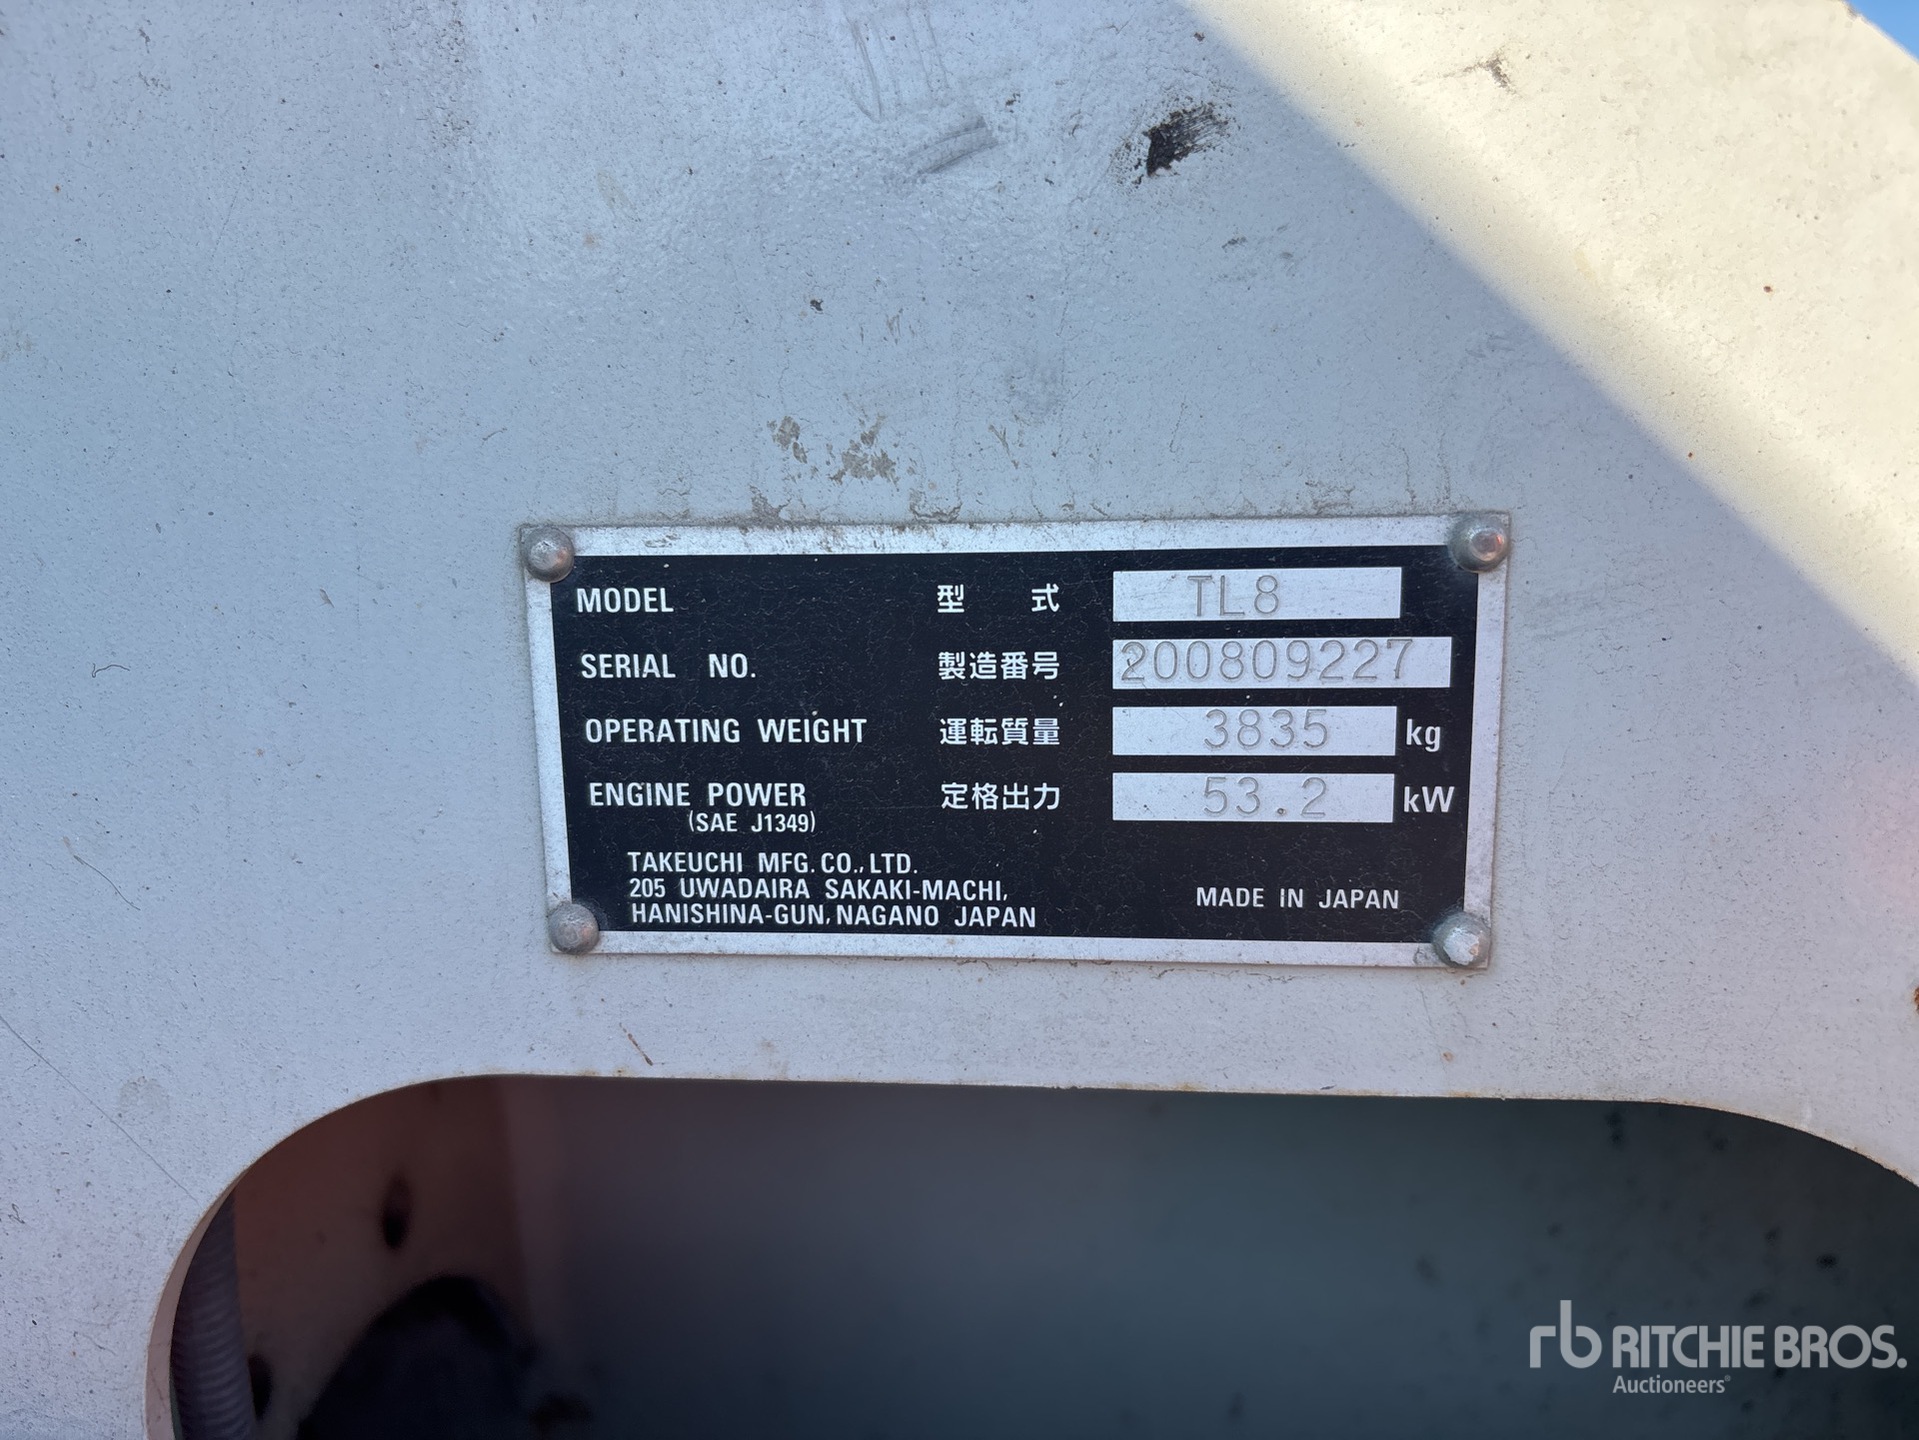 MODEL 型 式 TL8
SERIAL NO. 製造番号 200809227
OPERATING WEIGHT 運転質量 3835 kg
ENGINE POWER 定格出力 53.2 kW
(SAE J1349)
TAKEUCHI MFG. CO., LTD.
205 UWADAIRA SAKAKI-MACHI,
HANISHINA-GUN, NAGANO JAPAN
MADE IN JAPAN
rb RITCHIE BROS.
Auctioneers®